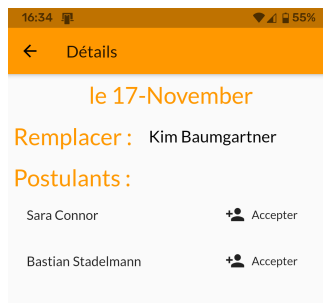 16:34 55%
Détails
le 17-November
Remplacer : Kim Baumgartner
Postulants :
Sara Connor Accepter
Bastian Stadelmann Accepter